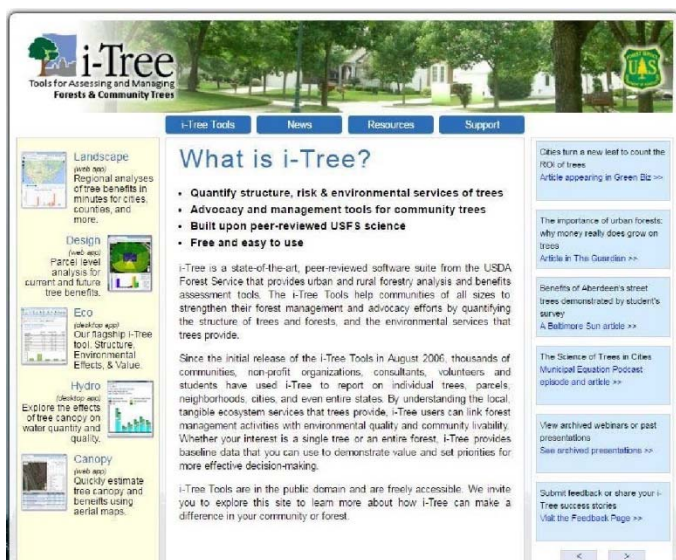 i-Tree
Tools for Assessing and Managing
Forests & Community Trees
FOREST SERVICE
U S
i-Tree Tools
News
Resources
Support
Landscape
(web app)
Regional analyses
of tree benefits in
minutes for cities,
counties, and
more.
Design
(web app)
Parcel level
analysis for
current and future
tree benefits.
Eco
(desktop app)
Our flagship i-Tree
tool. Structure,
Environmental
Effects, & Value.
Hydro
(desktop app)
Explore the effects
of tree canopy on
water quantity and
quality.
Canopy
(web app)
Quickly estimate
tree canopy and
benefits using
aerial maps.
What is i-Tree?
• Quantify structure, risk & environmental services of trees
• Advocacy and management tools for community trees
• Built upon peer-reviewed USFS science
• Free and easy to use
i-Tree is a state-of-the-art, peer-reviewed software suite from the USDA
Forest Service that provides urban and rural forestry analysis and benefits
assessment tools. The i-Tree Tools help communities of all sizes to
strengthen their forest management and advocacy efforts by quantifying
the structure of trees and forests, and the environmental services that
trees provide.
Since the initial release of the i-Tree Tools in August 2006, thousands of
communities, non-profit organizations, consultants, volunteers and
students have used i-Tree to report on individual trees, parcels,
neighborhoods, cities, and even entire states. By understanding the local,
tangible ecosystem services that trees provide, i-Tree users can link forest
management activities with environmental quality and community livability.
Whether your interest is a single tree or an entire forest, i-Tree provides
baseline data that you can use to demonstrate value and set priorities for
more effective decision-making.
i-Tree Tools are in the public domain and are freely accessible. We invite
you to explore this site to learn more about how i-Tree can make a
difference in your community or forest.
Cities turn a new leaf to count the
ROI of trees
Article appearing in Green Biz >>
The importance of urban forests:
why money really does grow on
trees
Article in The Guardian >>
Benefits of Aberdeen's street
trees demonstrated by student's
survey
A Baltimore Sun article >>
The Science of Trees in Cities
Municipal Equation Podcast
episode and article >>
View archived webinars or past
presentations
See archived presentations >>
Submit feedback or share your i-
Tree success stories
Visit the Feedback Page >>
< >